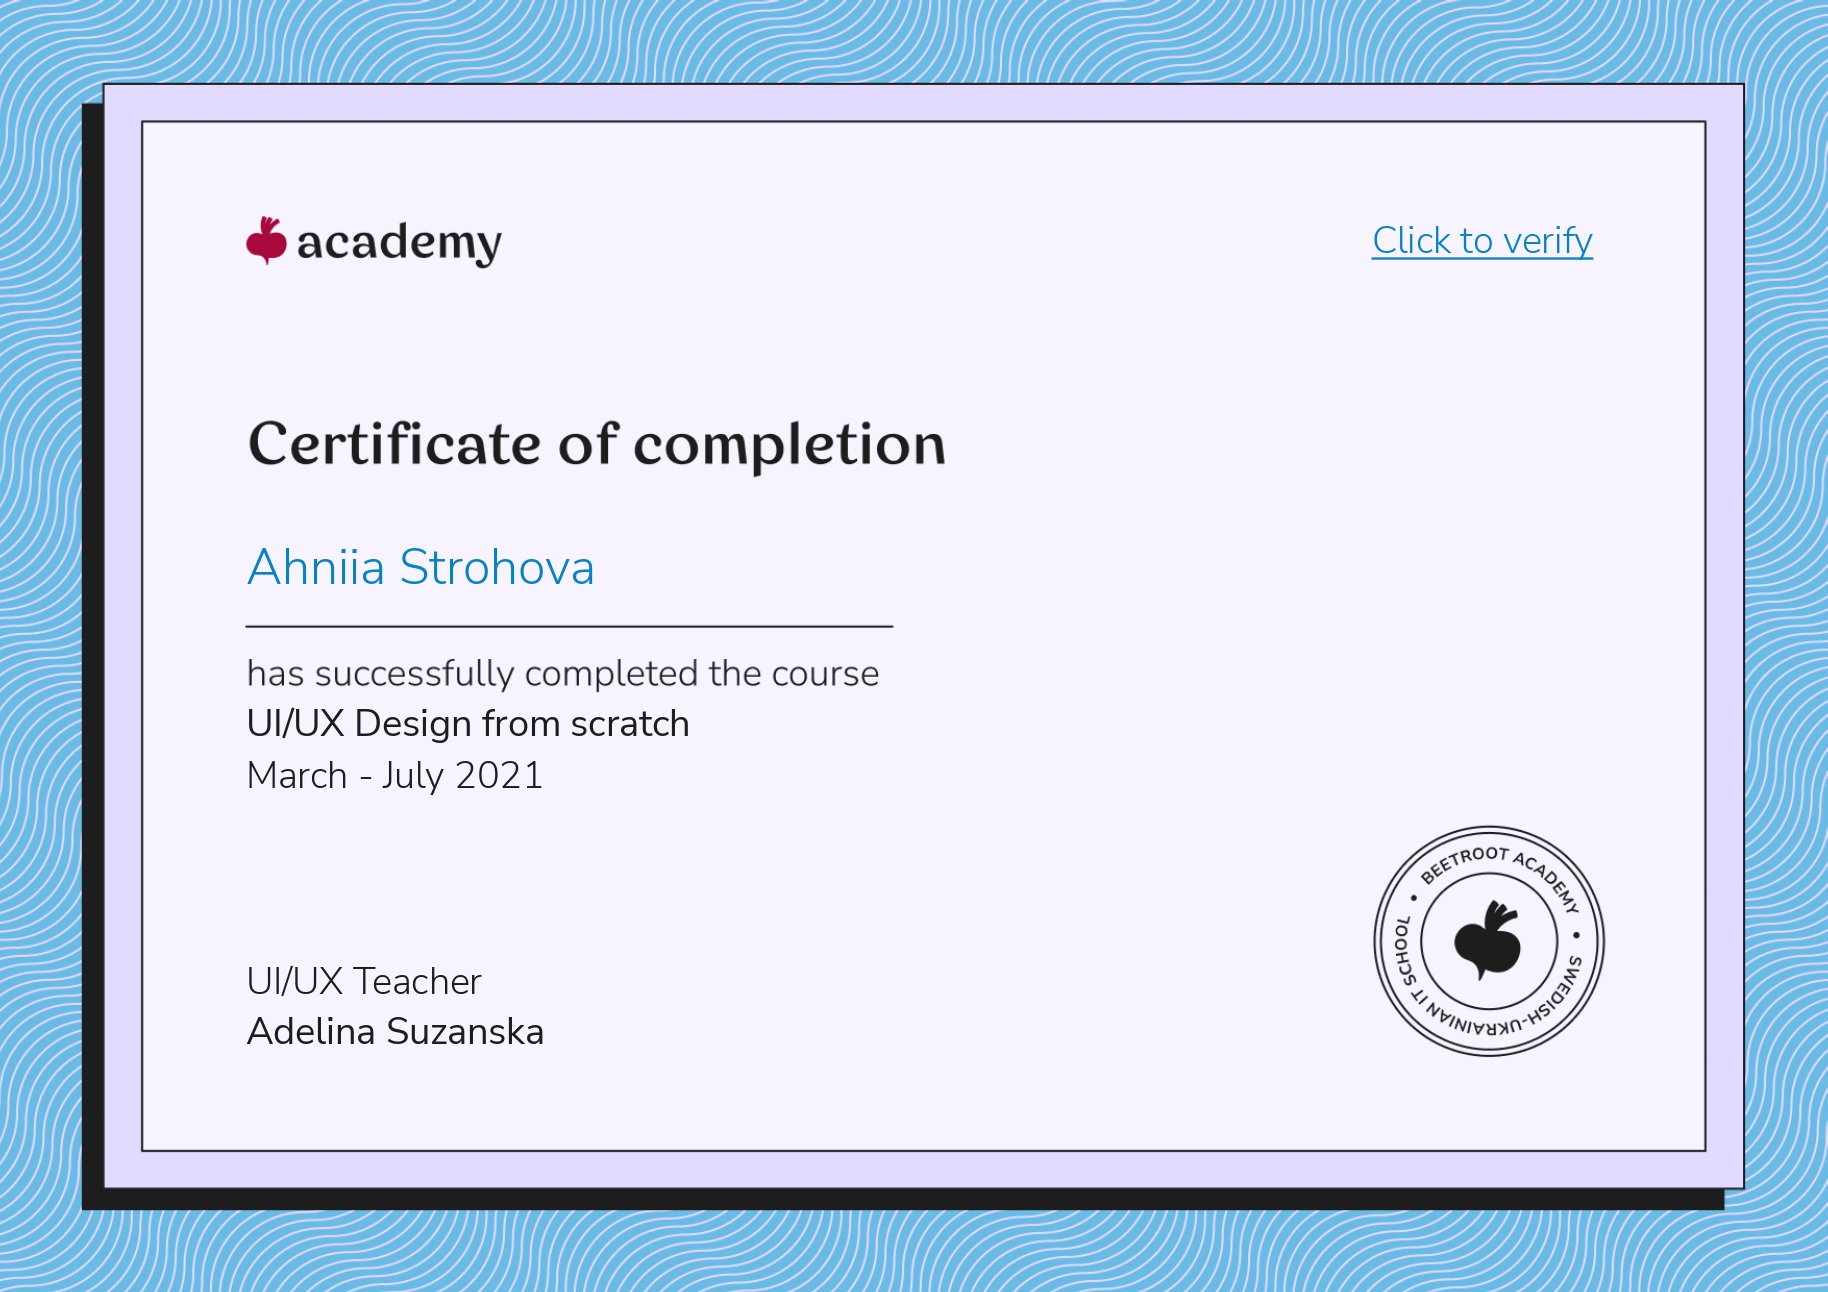 academy
Click to verify
Certificate of completion
Ahniia Strohova
has successfully completed the course
UI/UX Design from scratch
March - July 2021
UI/UX Teacher
Adelina Suzanska
BEETROOT ACADEMY • SWEDISH-UKRAINIAN IT SCHOOL •